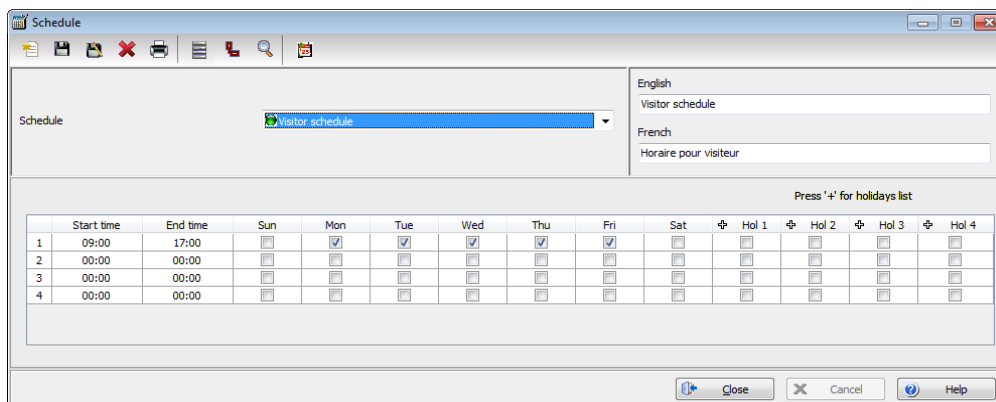 Schedule
25
English
Visitor schedule
Schedule Visitor schedule
French
Horaire pour visiteur
Press '+' for holidays list
Start time End time Sun Mon Tue Wed Thu Fri Sat Hol 1 Hol 2 Hol 3 Hol 4
1 09:00 17:00
2 00:00 00:00
3 00:00 00:00
4 00:00 00:00
Close Cancel Help